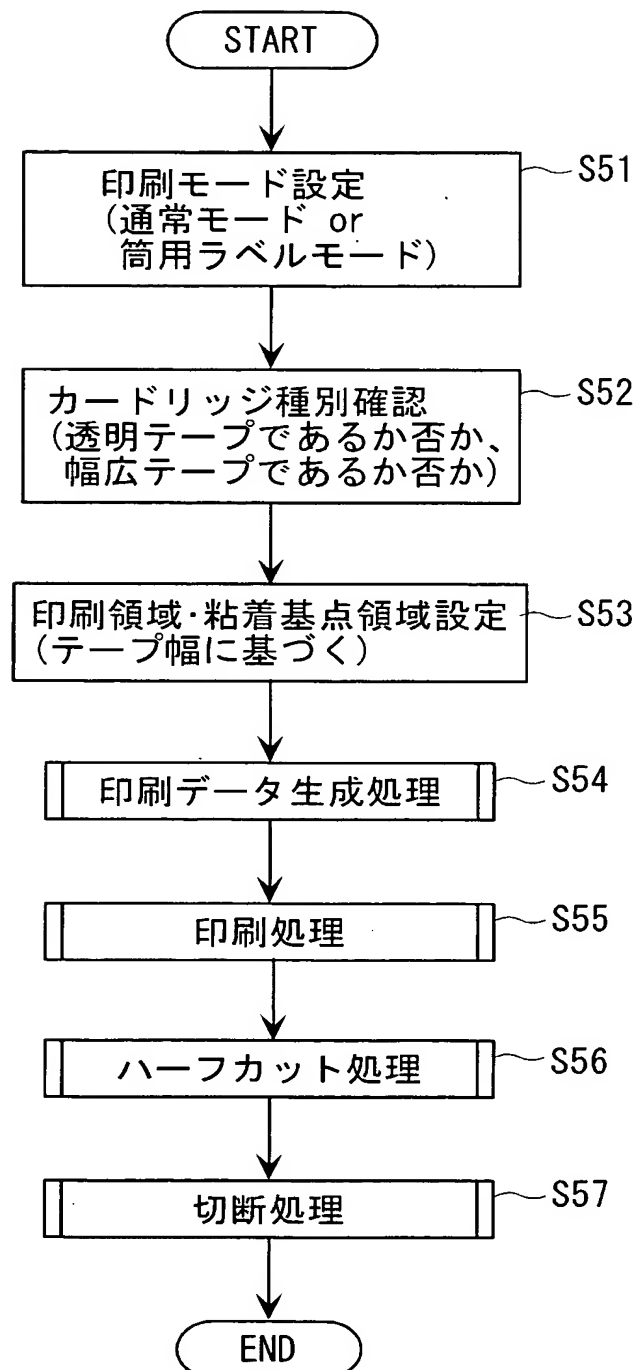 START
印刷モード設定
(通常モード or
筒用ラベルモード)
S51
カードリッジ種別確認
(透明テープであるか否か、
幅広テープであるか否か)
S52
印刷領域·粘着基点領域設定
(テープ幅に基づく)
S53
印刷データ生成処理
S54
印刷処理
S55
ハーフカット処理
S56
切断処理
S57
END